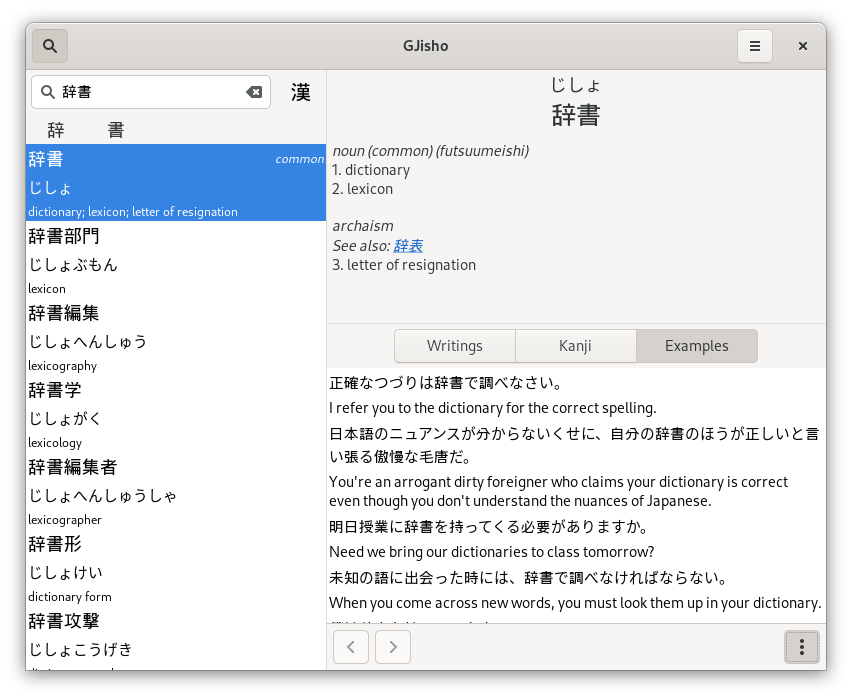 GJisho
辞書
漢
辞 書
辞書 common
じしょ
dictionary; lexicon; letter of resignation
辞書部門
じしょぶもん
lexicon
辞書編集
じしょへんしゅう
lexicography
辞書学
じしょがく
lexicology
辞書編集者
じしょへんしゅうしゃ
lexicographer
辞書形
じしょけい
dictionary form
辞書攻撃
じしょこうげき
じしょ
辞書
noun (common) (futsuumeishi)
1. dictionary
2. lexicon
archaism
See also: 辞表
3. letter of resignation
Writings Kanji Examples
正確なつづりは辞書で調べなさい。
I refer you to the dictionary for the correct spelling.
日本語のニュアンスが分からないくせに、自分の辞書のほうが正しいと言
い張る傲慢な毛唐だ。
You're an arrogant dirty foreigner who claims your dictionary is correct
even though you don't understand the nuances of Japanese.
明日授業に辞書を持ってくる必要がありますか。
Need we bring our dictionaries to class tomorrow?
未知の語に出会った時には、辞書で調べなければならない。
When you come across new words, you must look them up in your dictionary.